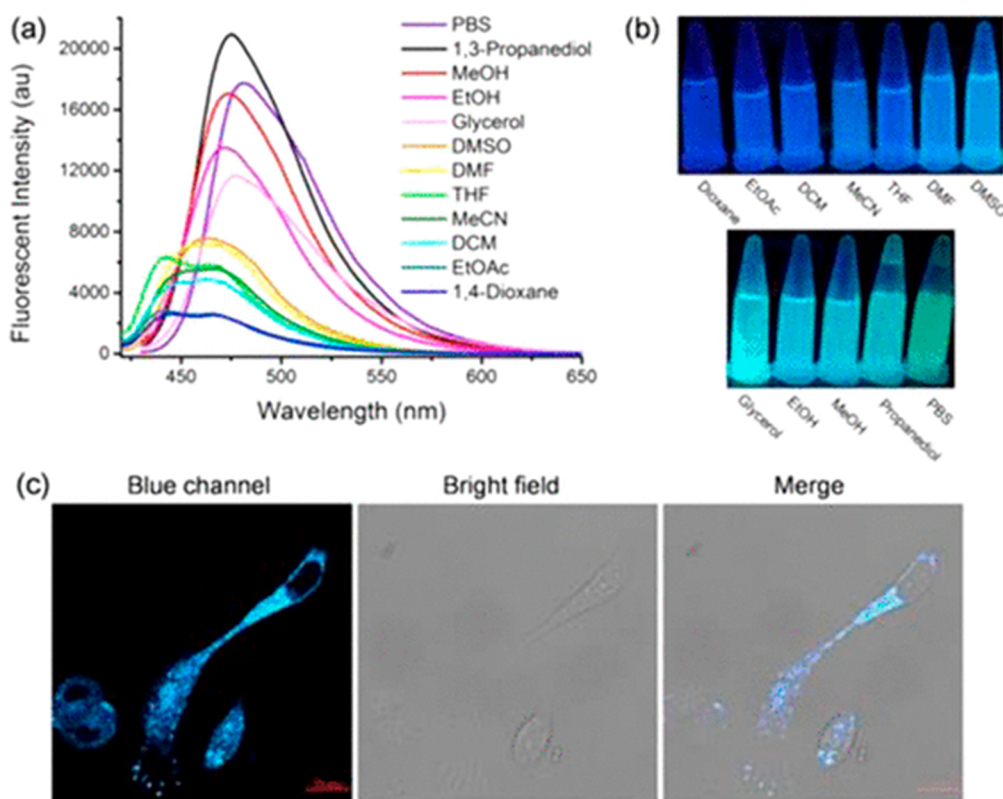 (a)
Fluorescent Intensity (au)
20000
16000
12000
8000
4000
0
450
500
550
600
650
Wavelength (nm)
PBS
1,3-Propanediol
MeOH
EtOH
Glycerol
DMSO
DMF
THF
MeCN
DCM
EtOAc
1,4-Dioxane
(b)
Dioxane
EtOAc
DCM
MeCN
THF
DMF
DMSO
Glycerol
EtOH
MeOH
Propanediol
PBS
(c)
Blue channel
Bright field
Merge